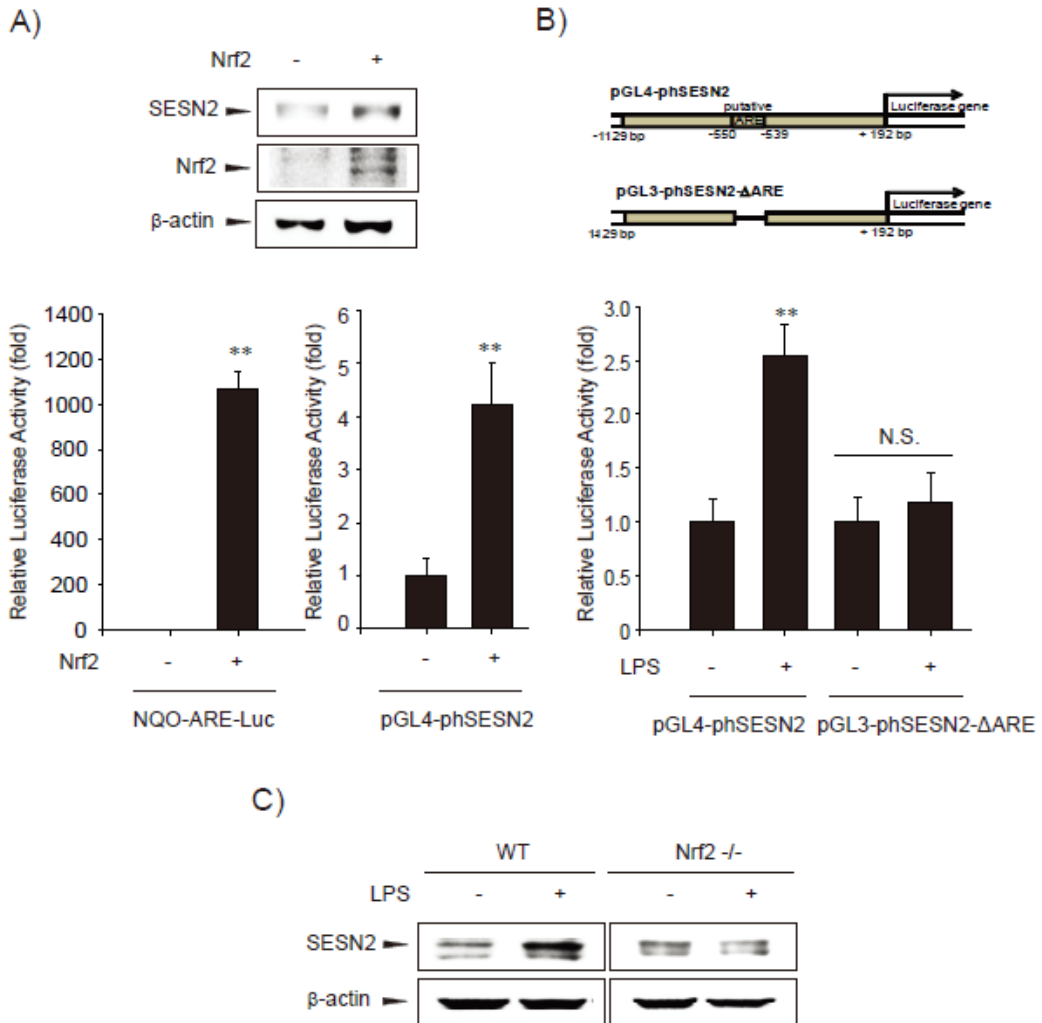 A)
Nrf2 - +
SESN2
Nrf2
β-actin
Relative Luciferase Activity (fold)
1400
1200
1000
800
600
400
200
0
Nrf2 - +
NQO-ARE-Luc
Relative Luciferase Activity (fold)
6
5
4
3
2
1
0
**
**
- +
pGL4-phSESN2
B)
pGL4-phSESN2
putative
ARE
Luciferase gene
-1129 bp -550 -539 + 192 bp
pGL3-phSESN2-ΔARE
Luciferase gene
1429 bp + 192 bp
Relative Luciferase Activity (fold)
3.0
2.5
2.0
1.5
1.0
0.5
0
**
N.S.
LPS - + - +
pGL4-phSESN2 pGL3-phSESN2-ΔARE
C)
WT Nrf2 -/-
LPS - + - +
SESN2
β-actin